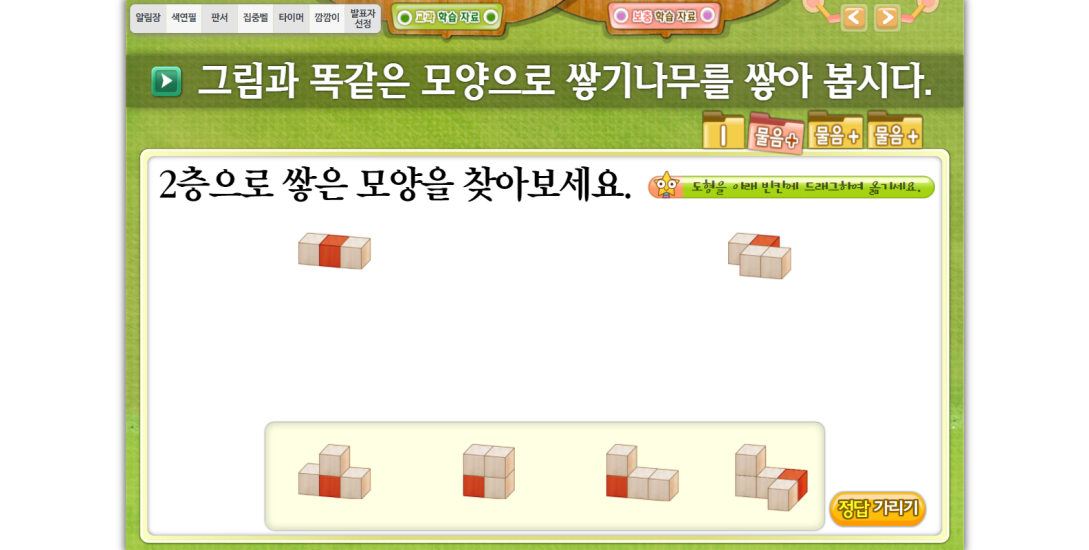 알림장 색연필 판서 집중벨 타이머 깜깜이 발표자 선정
교과 학습 자료
보충 학습 자료
그림과 똑같은 모양으로 쌓기나무를 쌓아 봅시다.
1 물음+ 물음+ 물음+
2층으로 쌓은 모양을 찾아보세요.
도형을 아래 빈칸에 드래그하여 옮기세요.
정답 가리기